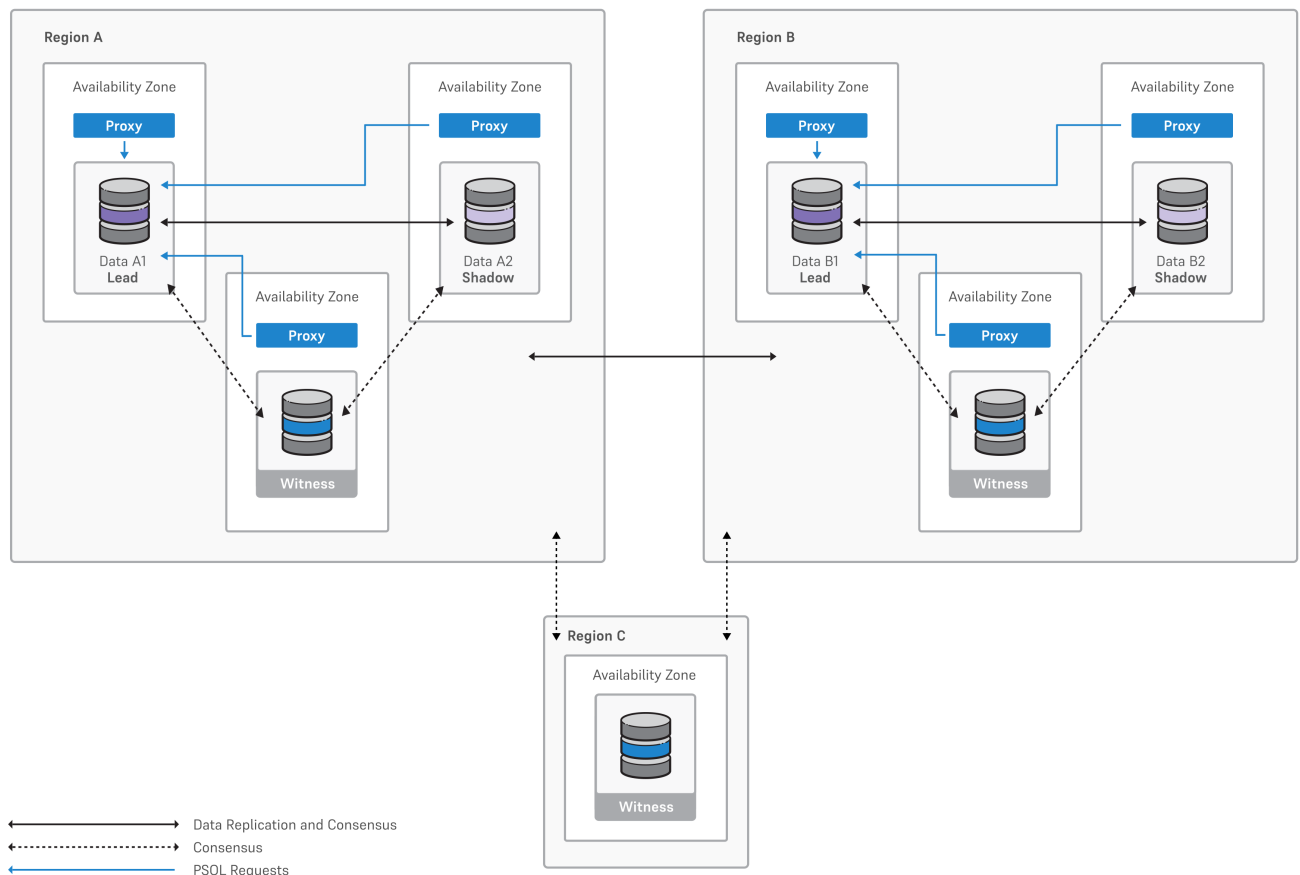 Region A
Availability Zone
Proxy
Data A1
Lead
Availability Zone
Proxy
Data A2
Shadow
Availability Zone
Proxy
Witness
Region B
Availability Zone
Proxy
Data B1
Lead
Availability Zone
Proxy
Data B2
Shadow
Availability Zone
Proxy
Witness
Region C
Availability Zone
Witness
Data Replication and Consensus
Consensus
PSQL Requests